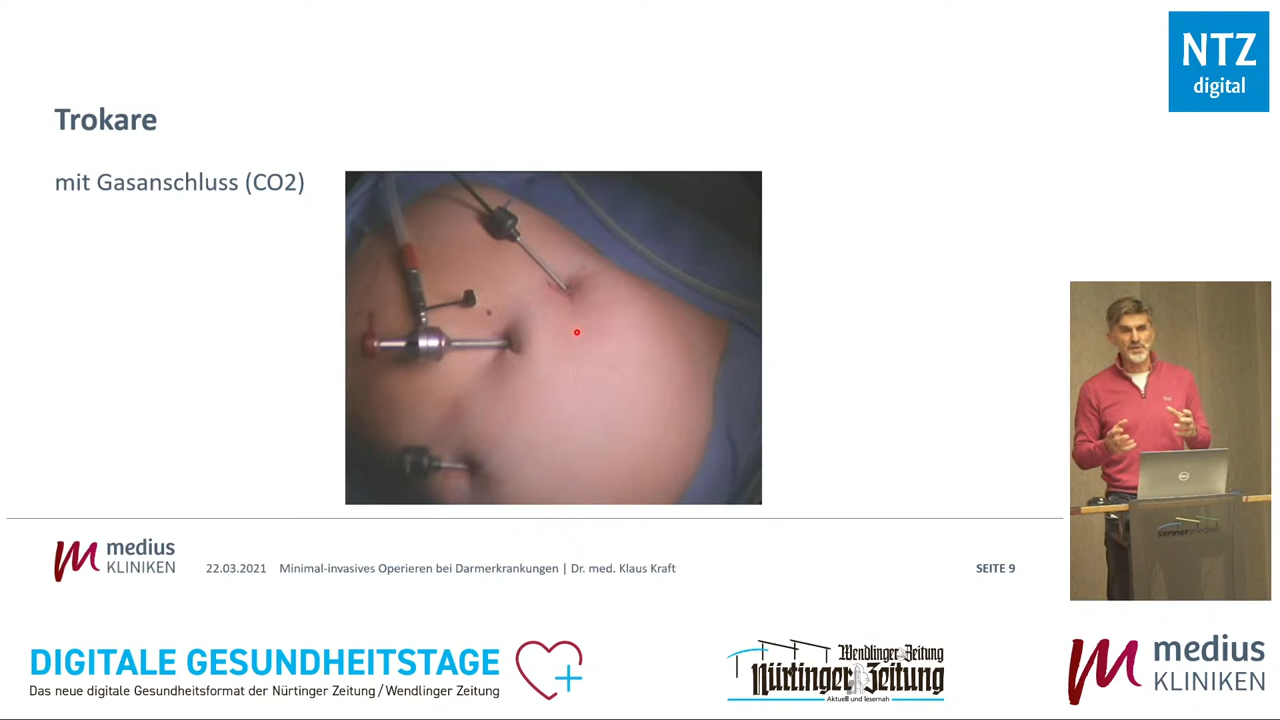 NTZ
digital
Trokare
mit Gasanschluss (CO2)
medius
KLINIKEN
22.03.2021 Minimal-invasives Operieren bei Darmerkrankungen | Dr. med. Klaus Kraft
SEITE 9
DELL
sennermedien
DIGITALE GESUNDHEITSTAGE
Das neue digitale Gesundheitsformat der Nürtinger Zeitung / Wendlinger Zeitung
Wendlinger Zeitung
Nürtinger Zeitung
Aktuell und lesernah
medius
KLINIKEN